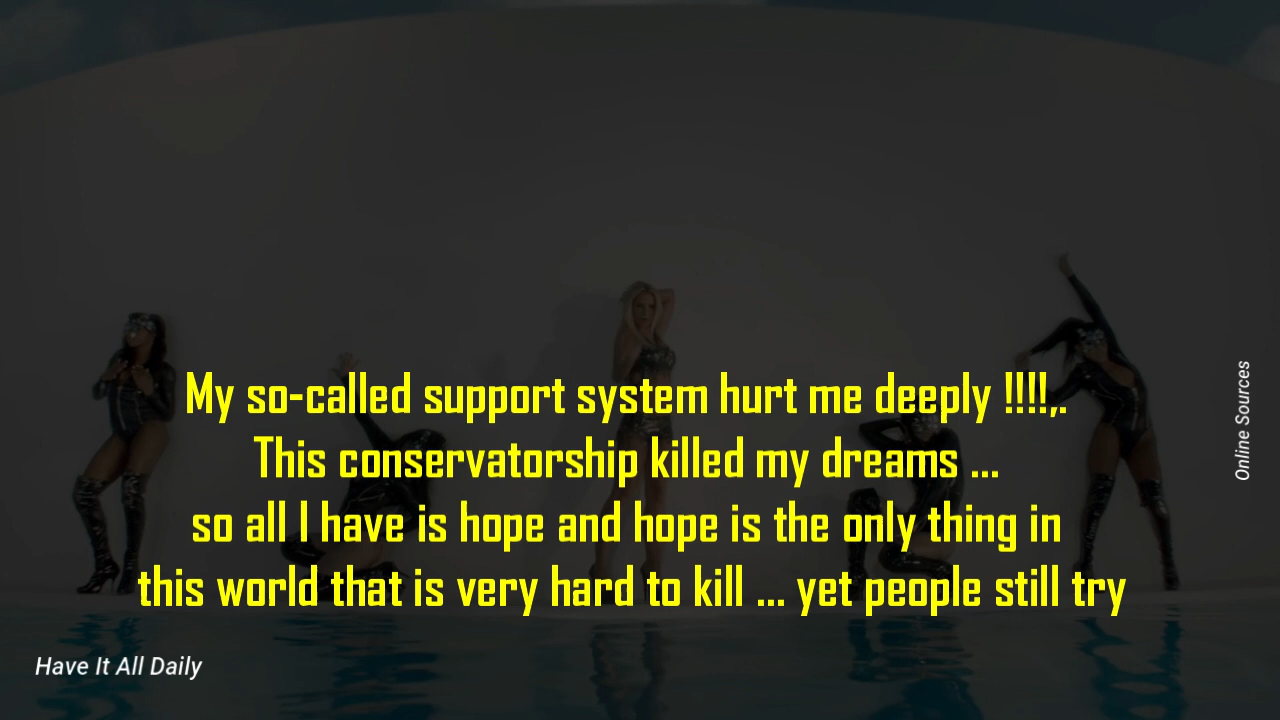 My so-called support system hurt me deeply !!!!,.
This conservatorship killed my dreams ...
so all I have is hope and hope is the only thing in
this world that is very hard to kill ... yet people still try
Have It All Daily
Online Sources